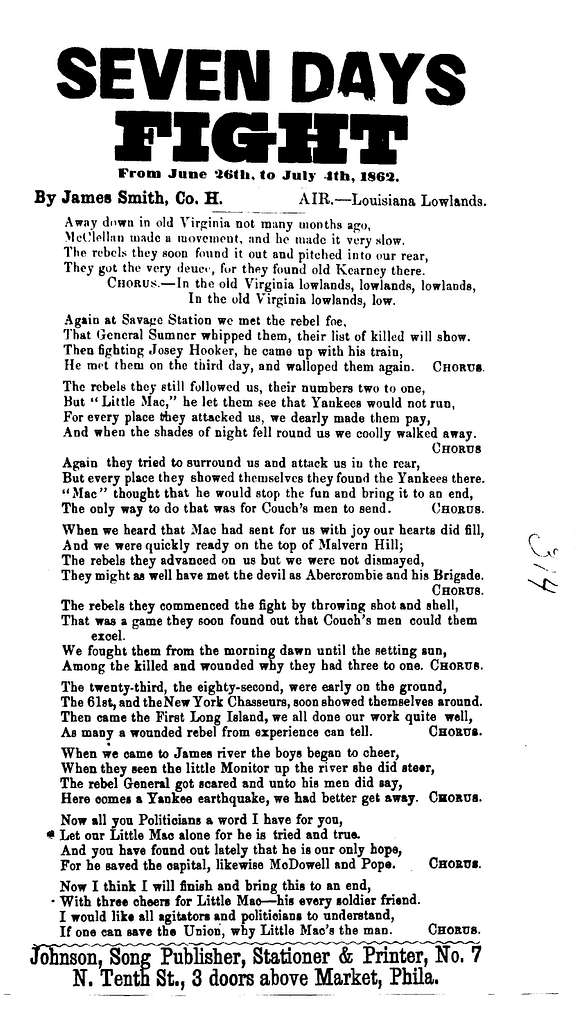 SEVEN DAYS
FIGHT
From June 26th, to July 4th, 1862.
By James Smith, Co. H. AIR.—Louisiana Lowlands.
Away down in old Virginia not many months ago,
McClellan made a movement, and he made it very slow.
The rebels they soon found it out and pitched into our rear,
They got the very deuce, for they found old Kearney there.
CHORUS.—In the old Virginia lowlands, lowlands, lowlands,
In the old Virginia lowlands, low.
Again at Savage Station we met the rebel foe,
That General Sumner whipped them, their list of killed will show.
Then fighting Josey Hooker, he came up with his train,
He met them on the third day, and walloped them again. CHORUS.
The rebels they still followed us, their numbers two to one,
But "Little Mac," he let them see that Yankees would not run,
For every place they attacked us, we dearly made them pay,
And when the shades of night fell round us we coolly walked away.
CHORUS
Again they tried to surround us and attack us in the rear,
But every place they showed themselves they found the Yankees there.
"Mac" thought that he would stop the fun and bring it to an end,
The only way to do that was for Couch's men to send. CHORUS.
When we heard that Mac had sent for us with joy our hearts did fill,
And we were quickly ready on the top of Malvern Hill;
The rebels they advanced on us but we were not dismayed,
They might as well have met the devil as Abercrombie and his Brigade.
CHORUS.
The rebels they commenced the fight by throwing shot and shell,
That was a game they soon found out that Couch's men could them
excel.
We fought them from the morning dawn until the setting sun,
Among the killed and wounded why they had three to one. CHORUS.
The twenty-third, the eighty-second, were early on the ground,
The 61st, and the New York Chasseurs, soon showed themselves around.
Then came the First Long Island, we all done our work quite well,
As many a wounded rebel from experience can tell. CHORUS.
When we came to James river the boys began to cheer,
When they seen the little Monitor up the river she did steer,
The rebel General got scared and unto his men did say,
Here comes a Yankee earthquake, we had better get away. CHORUS.
Now all you Politicians a word I have for you,
Let our Little Mac alone for he is tried and true.
And you have found out lately that he is our only hope,
For he saved the capital, likewise McDowell and Pope. CHORUS.
Now I think I will finish and bring this to an end,
With three cheers for Little Mac—his every soldier friend.
I would like all agitators and politicians to understand,
If one can save the Union, why Little Mac's the man. CHORUS.
Johnson, Song Publisher, Stationer & Printer, No. 7
N. Tenth St., 3 doors above Market, Phila.
314